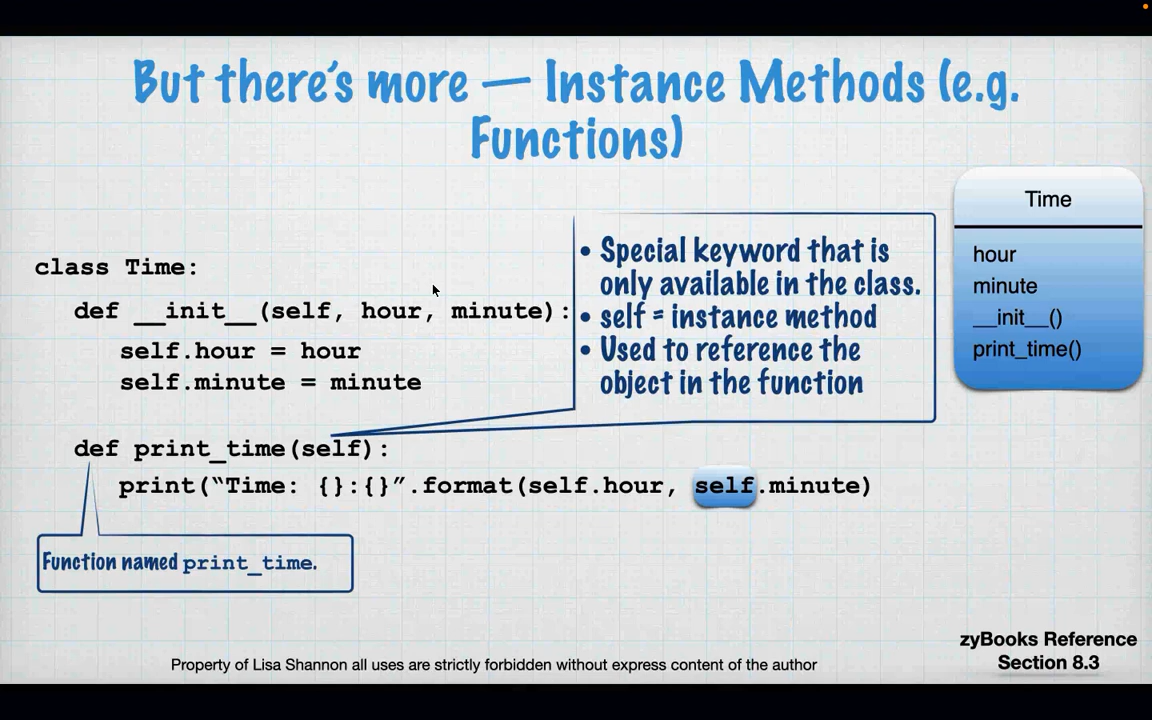 But there's more — Instance Methods (e.g.
Functions)
class Time:
def __init__(self, hour, minute):
self.hour = hour
self.minute = minute
def print_time(self):
print(“Time: {}:{}”.format(self.hour, self.minute)
• Special keyword that is
only available in the class.
• self = instance method
• Used to reference the
object in the function
Function named print_time.
Time
hour
minute
__init__()
print_time()
zyBooks Reference
Section 8.3
Property of Lisa Shannon all uses are strictly forbidden without express content of the author